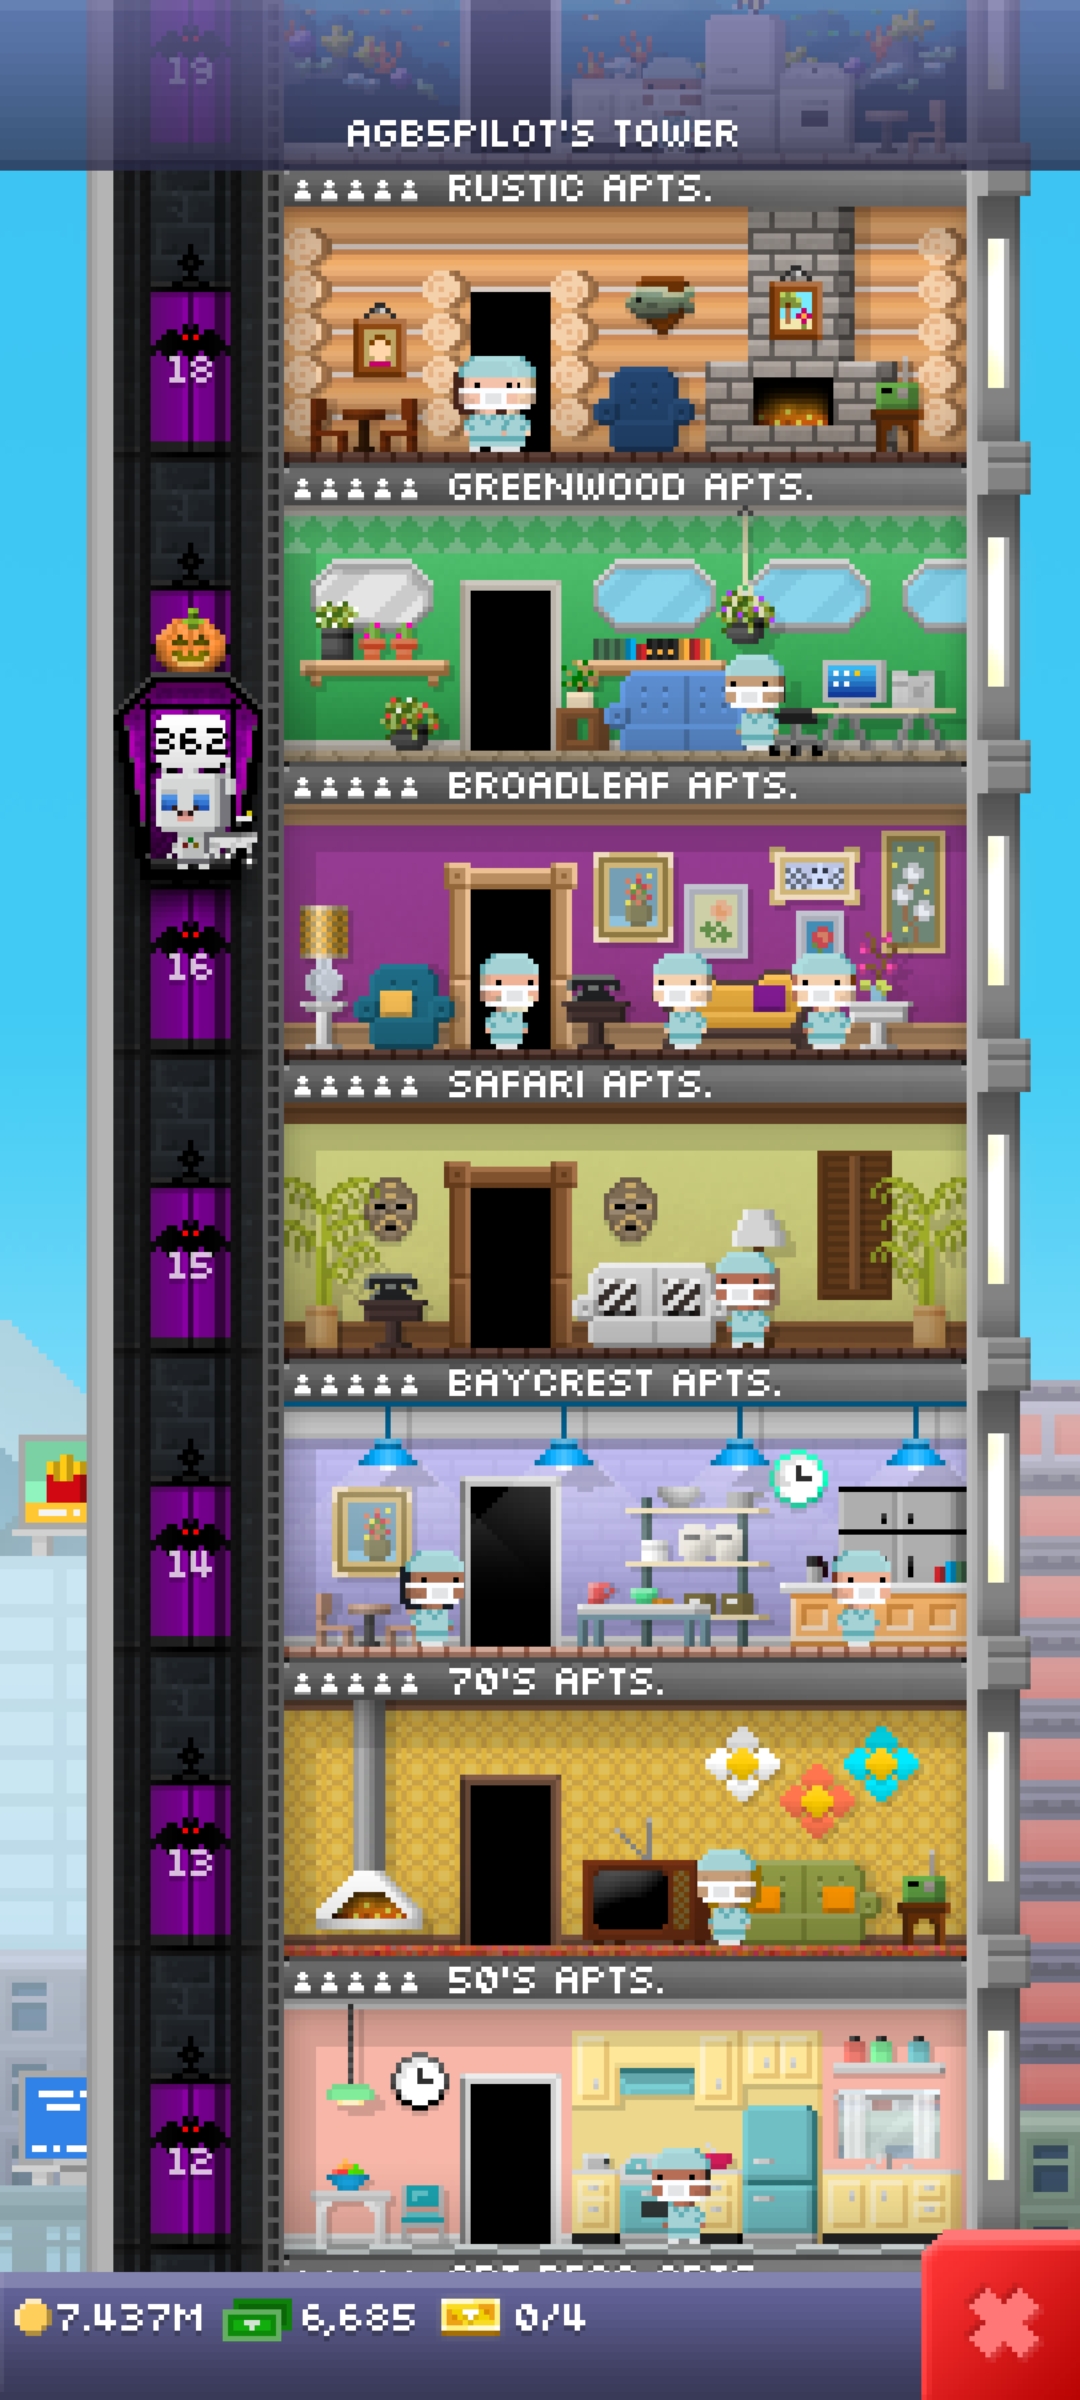 19
AGB5PILOT'S TOWER
RUSTIC APTS.
18
GREENWOOD APTS.
362
BROADLEAF APTS.
16
SAFARI APTS.
15
BAYCREST APTS.
14
70'S APTS.
13
50'S APTS.
12
7.437M 6,685 0/4